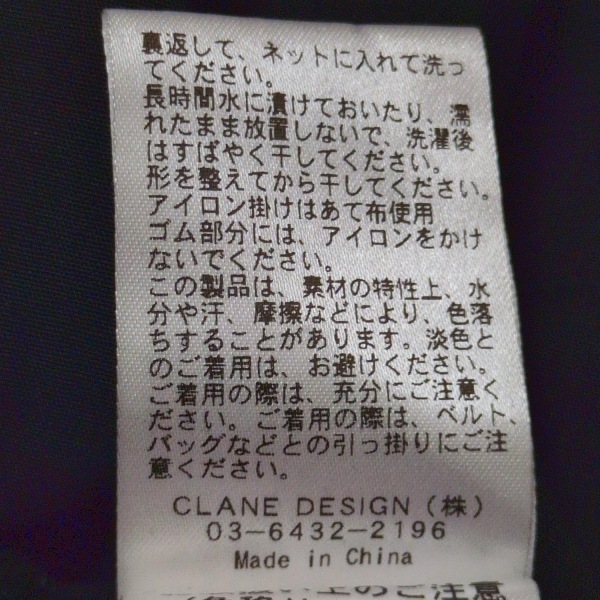 裏返して、ネットに入れて洗っ
てください。
長時間水に漬けておいたり、濡
れたまま放置しないで、洗濯後
はすばやく干してください。
形を整えてから干してください。
アイロン掛けはあて布使用
ゴム部分には、アイロンをかけ
ないでください。
この製品は、素材の特性上、水
分や汗、摩擦などにより、色落
ちすることがあります。淡色と
のご着用は、お避けください。
ご着用の際は、充分にご注意く
ださい。ご着用の際は、ベルト、
バッグなどとの引っ掛りにご注
意ください。
CLANE DESIGN（株）
03-6432-2196
Made in China
上のご注意